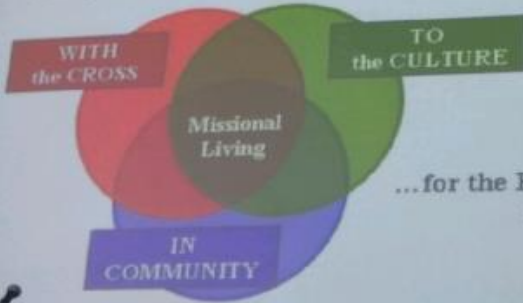 WITH
the CROSS
TO
the CULTURE
Missional
Living
...for the
IN
COMMUNITY